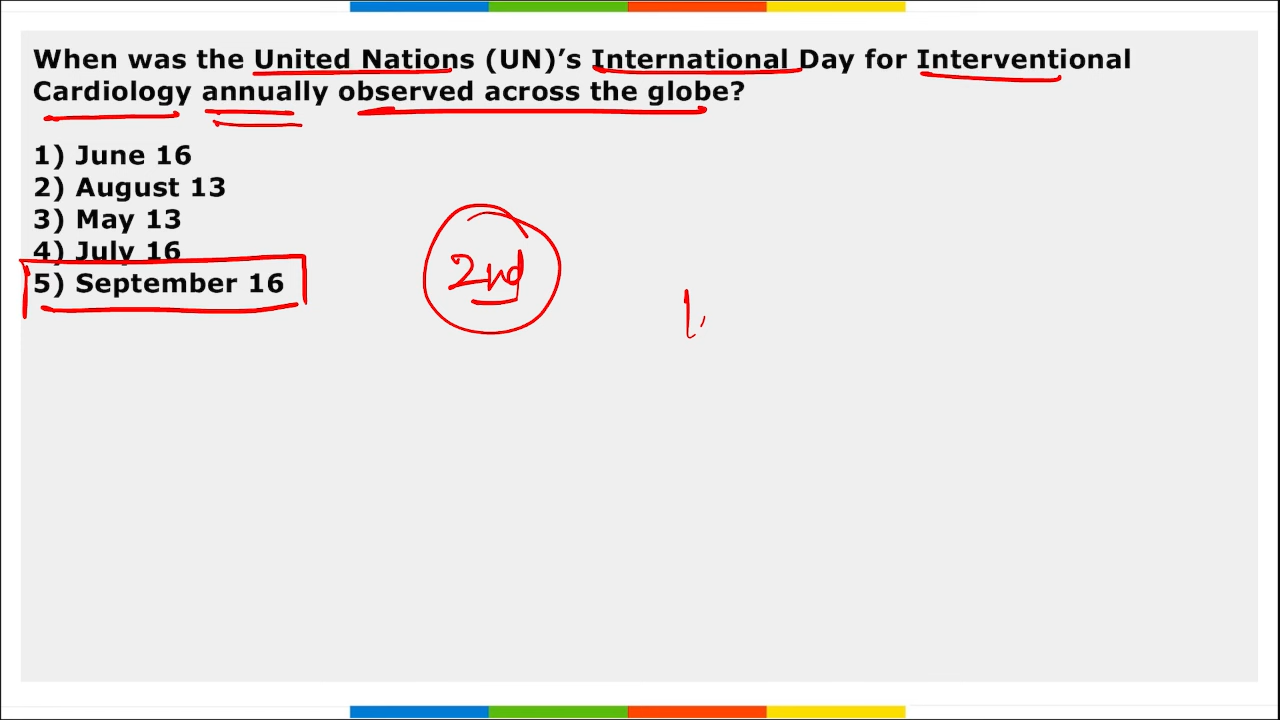 When was the United Nations (UN)’s International Day for Interventional
Cardiology annually observed across the globe?
1) June 16
2) August 13
3) May 13
4) July 16
5) September 16
2nd